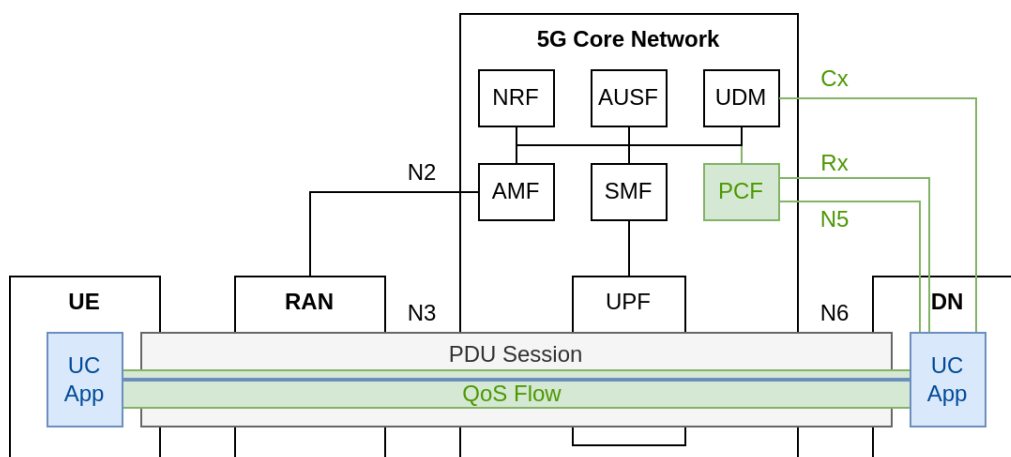 5G Core Network
Cx
NRF
AUSF
UDM
Rx
N2
AMF
SMF
PCF
N5
UE
RAN
N3
UPF
N6
DN
PDU Session
UC
App
UC
App
QoS Flow